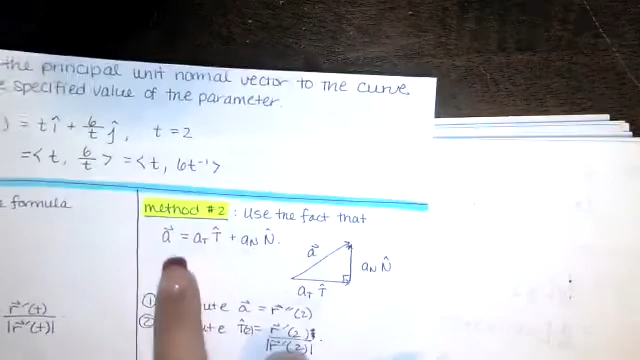 the principal unit normal vector to the curve
specified value of the parameter.
) = t î + 6/t ĵ, t = 2
= < t, 6/t > = < t, 6t⁻¹ >
formula
method #2 : Use the fact that
a⃗ = a_T T̂ + a_N N̂.
a⃗
a_N N̂
a_T T̂
r⃗''(t) / |r⃗''(t)|
① ute a⃗ = r⃗''(2)
② ute T̂(2) = r⃗'(2) / |r⃗'(2)|